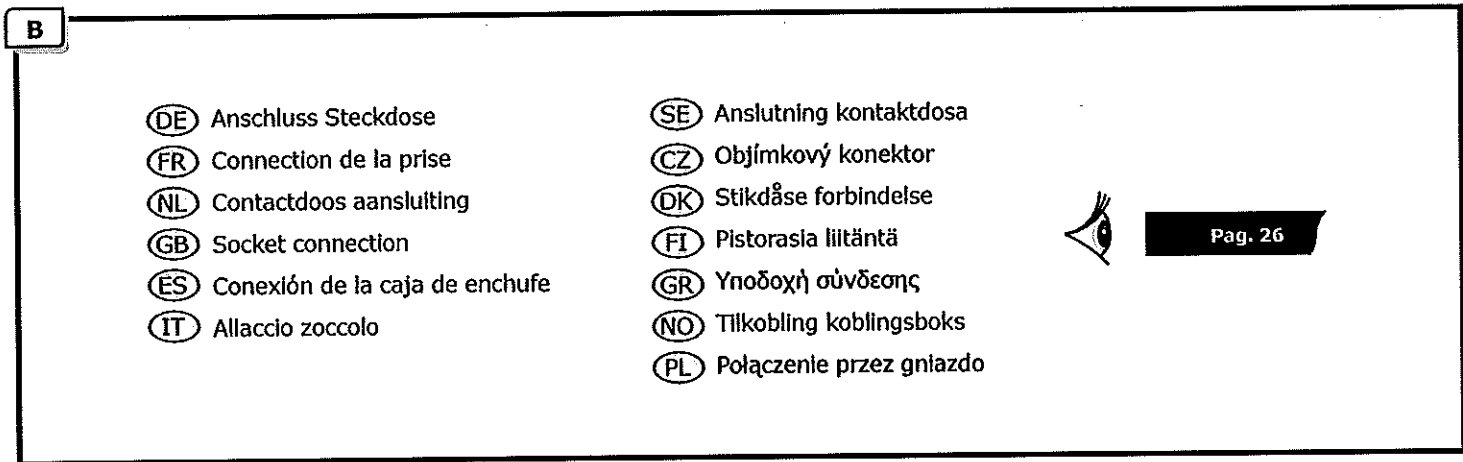 B
DE Anschluss Steckdose
FR Connection de la prise
NL Contactdoos aansluiting
GB Socket connection
ES Conexión de la caja de enchufe
IT Allaccio zoccolo
SE Anslutning kontaktdosa
CZ Objímkový konektor
DK Stikdåse forbindelse
FI Pistorasia liitäntä
GR Υποδοχή σύνδεσης
NO Tilkobling koblingsboks
PL Połączenie przez gniazdo
Pag. 26